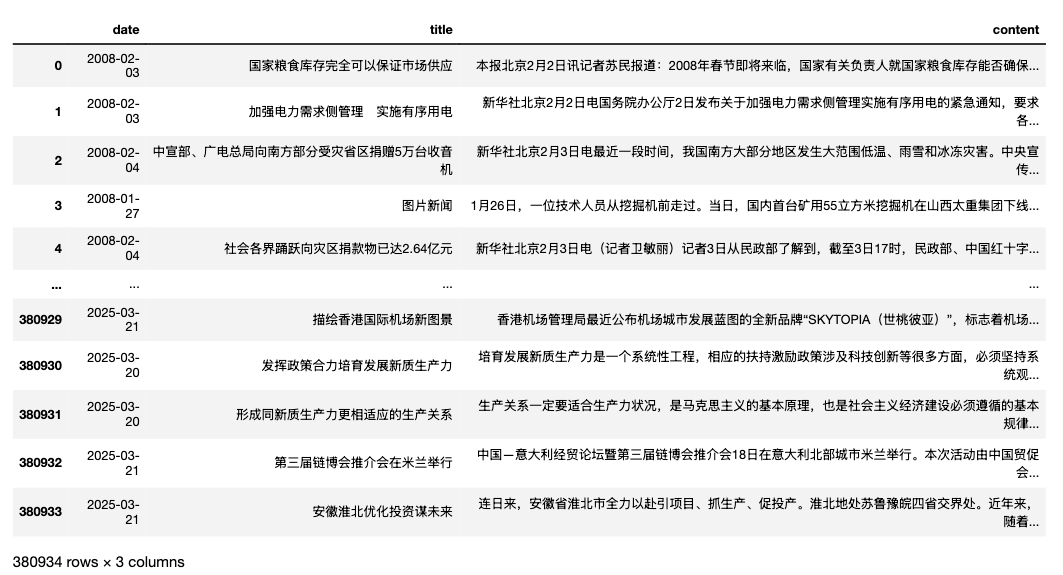 date title content
0 2008-02-03 国家粮食库存完全可以保证市场供应 本报北京2月2日讯记者苏民报道：2008年春节即将来临，国家有关负责人就国家粮食库存能否确保...
1 2008-02-03 加强电力需求侧管理　实施有序用电 新华社北京2月2日电国务院办公厅2日发布关于加强电力需求侧管理实施有序用电的紧急通知，要求各...
2 2008-02-04 中宣部、广电总局向南方部分受灾省区捐赠5万台收音机 新华社北京2月3日电最近一段时间，我国南方大部分地区发生大范围低温、雨雪和冰冻灾害。中央宣传...
3 2008-01-27 图片新闻 1月26日，一位技术人员从挖掘机前走过。当日，国内首台矿用55立方米挖掘机在山西太重集团下线...
4 2008-02-04 社会各界踊跃向灾区捐款物已达2.64亿元 新华社北京2月3日电（记者卫敏丽）记者3日从民政部了解到，截至3日17时，民政部、中国红十字...
... ... ... ...
380929 2025-03-21 描绘香港国际机场新图景 香港机场管理局最近公布机场城市发展蓝图的全新品牌“SKYTOPIA（世桃彼亚）”，标志着机场...
380930 2025-03-20 发挥政策合力培育发展新质生产力 培育发展新质生产力是一个系统性工程，相应的扶持激励政策涉及科技创新等很多方面，必须坚持系统观...
380931 2025-03-20 形成同新质生产力更相适应的生产关系 生产关系一定要适合生产力状况，是马克思主义的基本原理，也是社会主义经济建设必须遵循的基本规律...
380932 2025-03-21 第三届链博会推介会在米兰举行 中国—意大利经贸论坛暨第三届链博会推介会18日在意大利北部城市米兰举行。本次活动由中国贸促会...
380933 2025-03-21 安徽淮北优化投资谋未来 连日来，安徽省淮北市全力以赴引项目、抓生产、促投产。淮北地处苏鲁豫皖四省交界处。近年来，随着...
380934 rows × 3 columns